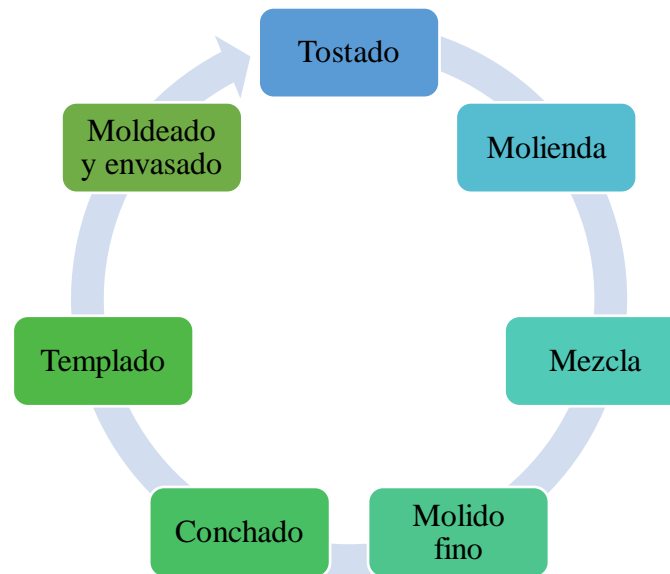 Tostado
Molienda
Mezcla
Molido
fino
Conchado
Templado
Moldeado
y envasado